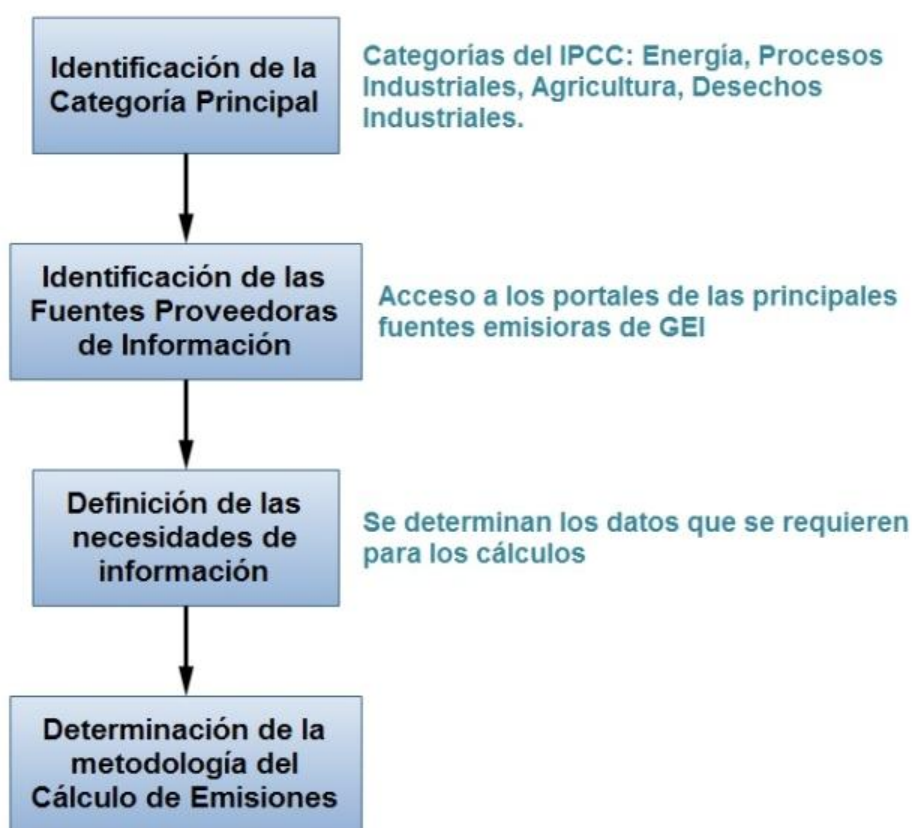 Identificación de la
Categoría Principal
Categorías del IPCC: Energía, Procesos
Industriales, Agricultura, Desechos
Industriales.
Identificación de las
Fuentes Proveedoras
de Información
Acceso a los portales de las principales
fuentes emisioras de GEI
Definición de las
necesidades de
información
Se determinan los datos que se requieren
para los cálculos
Determinación de la
metodología del
Cálculo de Emisiones